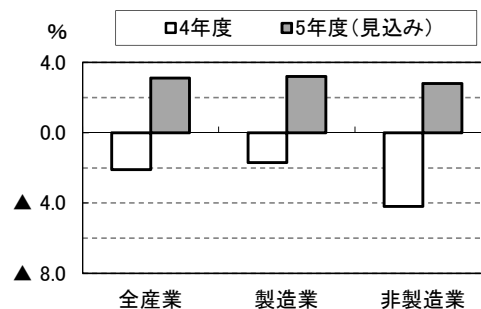 % □4年度 ■5年度（見込み）
4.0
0.0
▲ 4.0
▲ 8.0
全産業 製造業 非製造業